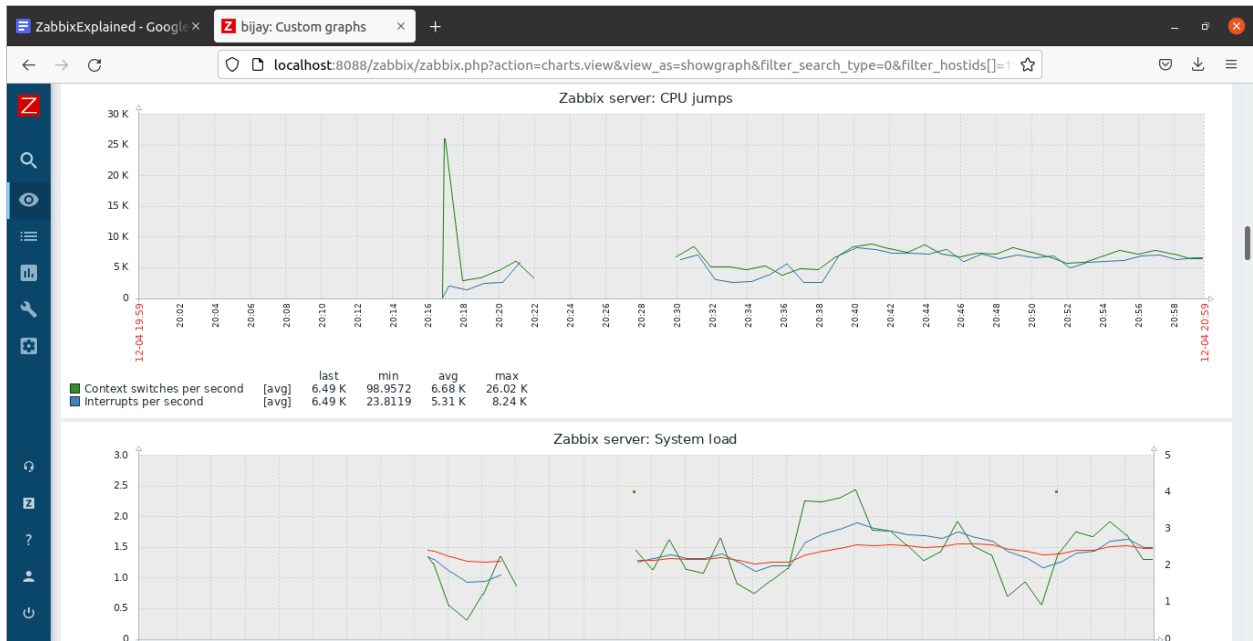 ZabbixExplained - Google
Z bijay: Custom graphs
localhost:8088/zabbix/zabbix.php?action=charts.view&view_as=showgraph&filter_search_type=0&filter_hostids[]=1
Z
Zabbix server: CPU jumps
30 K
25 K
20 K
15 K
10 K
5 K
0
12-04 19:59
20:02
20:04
20:06
20:08
20:10
20:12
20:14
20:16
20:18
20:20
20:22
20:24
20:26
20:28
20:30
20:32
20:34
20:36
20:38
20:40
20:42
20:44
20:46
20:48
20:50
20:52
20:54
20:56
20:58
12-04 20:59
last min avg max
Context switches per second [avg] 6.49 K 98.9572 6.68 K 26.02 K
Interrupts per second [avg] 6.49 K 23.8119 5.31 K 8.24 K
Zabbix server: System load
3.0
2.5
2.0
1.5
1.0
0.5
0
5
4
3
2
1
0
Z
?